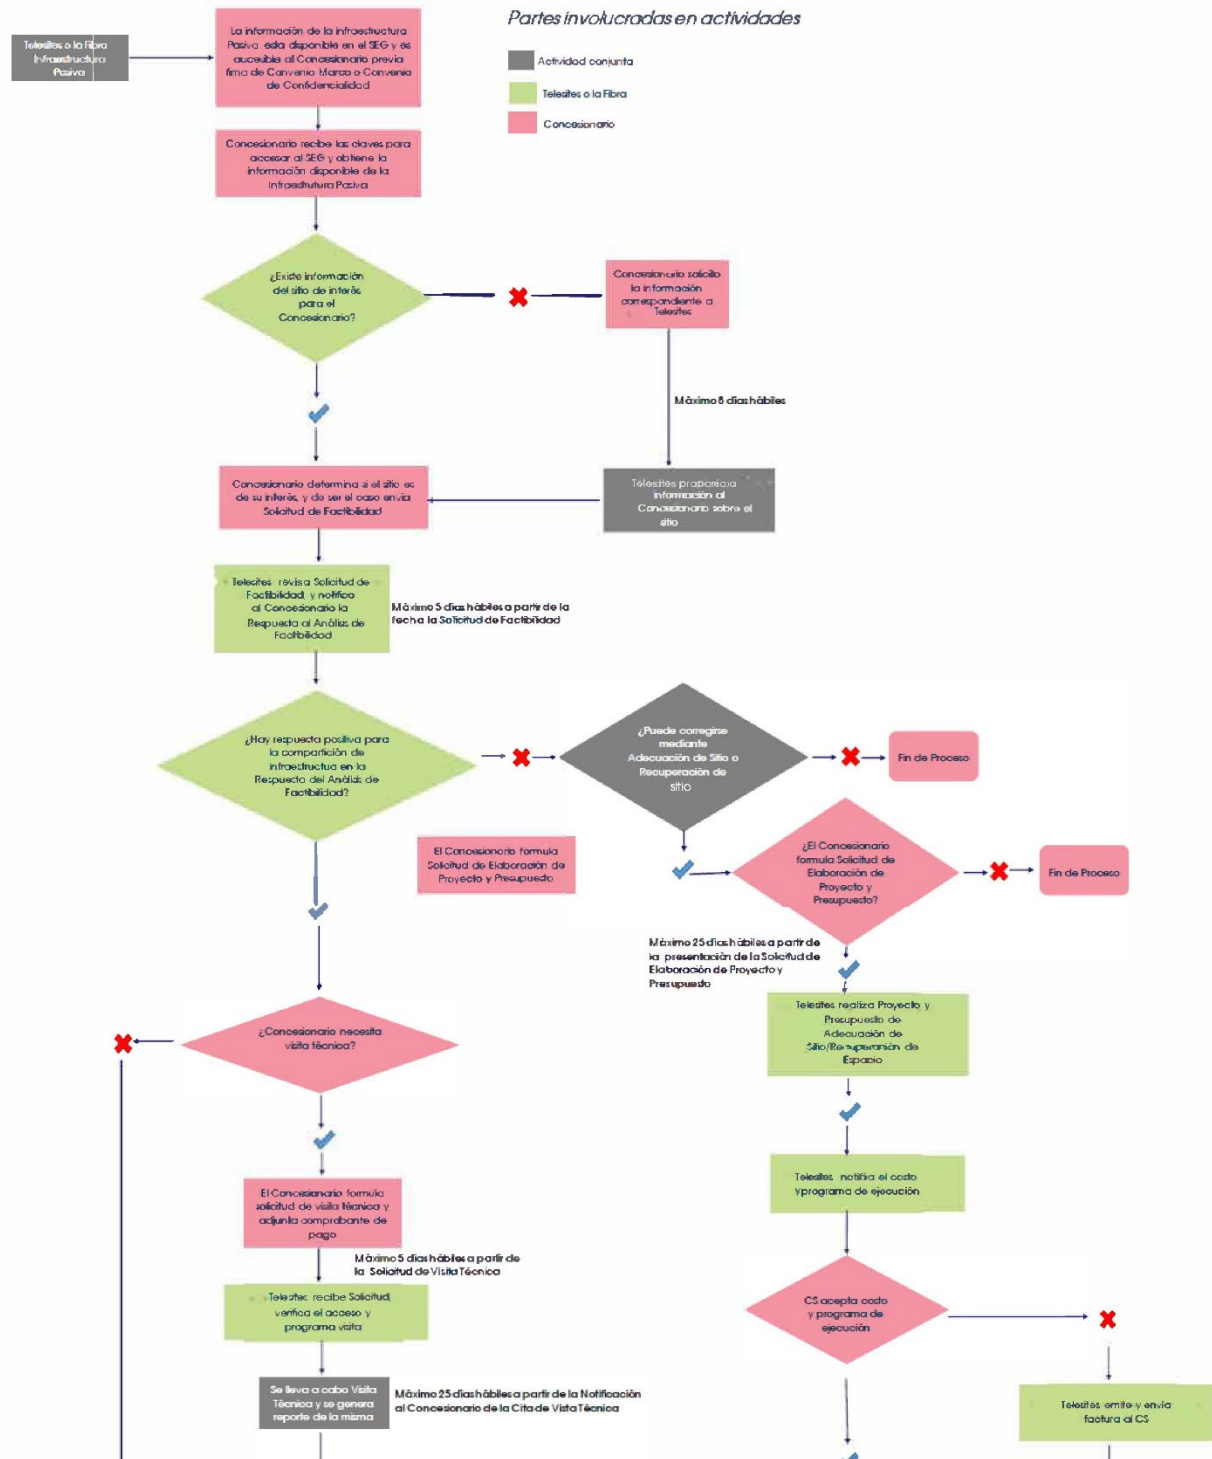 Partes involucradas en actividades
Actividad conjunta
Telesites o la Fibra
Concesionario
Telesites o la Fibra
Infraestructura
Pasiva
La información de la infraestructura
Pasiva esta disponible en el SEG y es
accesible al Concesionario previa
firma de Convenio Marco o Convenio
de Confidencialidad
Concesionario recibe las claves para
accesar al SEG y obtiene la
información disponible de la
Infraestrutura Pasiva
¿Existe información
del sitio de interés
para el
Concesionario?
Concesionario solicita
la información
correspondiente a
Telesites
Máximo 8 días hábiles
Concesionario determina si el sitio es
de su interés, y de ser el caso envía
Solicitud de Factibilidad
Telesites proporciona
información al
Concesionario sobre el
sitio
Telesites revisa Solicitud de
Factibilidad, y notifica
al Concesionario la
Respuesta al Análisis de
Factibilidad
Máximo 5 días hábiles a partir de la
fecha la Solicitud de Factibilidad
¿Hay respuesta positiva para
la compartición de
infraestructua en la
Respuesta del Análisis de
Factibilidad?
¿Puede corregirse
mediante
Adecuación de Sitio o
Recuperación de
sitio
Fin de Proceso
El Concesionario formula
Solicitud de Elaboración de
Proyecto y Presupuesto
¿El Concesionario
formula Solicitud de
Elaboración de
Proyecto y
Presupuesto?
Fin de Proceso
Máximo 25 días hábiles a partir de
la presentación de la Solicitud de
Elaboración de Proyecto y
Presupuesto
Telesites realiza Proyecto y
Presupuesto de
Adecuación de
Sitio/Recuperación de
Espacio
¿Concesionario necesita
visita técnica?
El Concesionario formula
solicitud de visita técnica y
adjunta comprobante de
pago
Telesites notifica el costo
y programa de ejecución
Máximo 5 días hábiles a partir de
la Solicitud de Visita Técnica
Telesites recibe Solicitud,
verifica el acceso y
programa visita
CS acepta costo
y programa de
ejecución
Se lleva a cabo Visita
Técnica y se genera
reporte de la misma
Máximo 25 días hábiles a partir de la Notificación
al Concesionario de la Cita de Vista Técnica
Telesites emite y envía
factura al CS